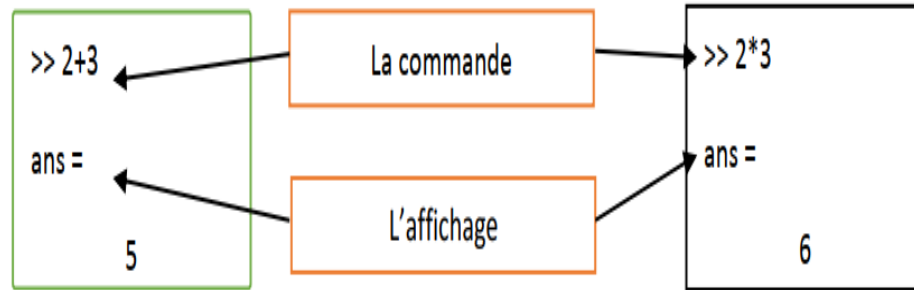 >> 2+3
ans =
5
La commande
L'affichage
>> 2*3
ans =
6